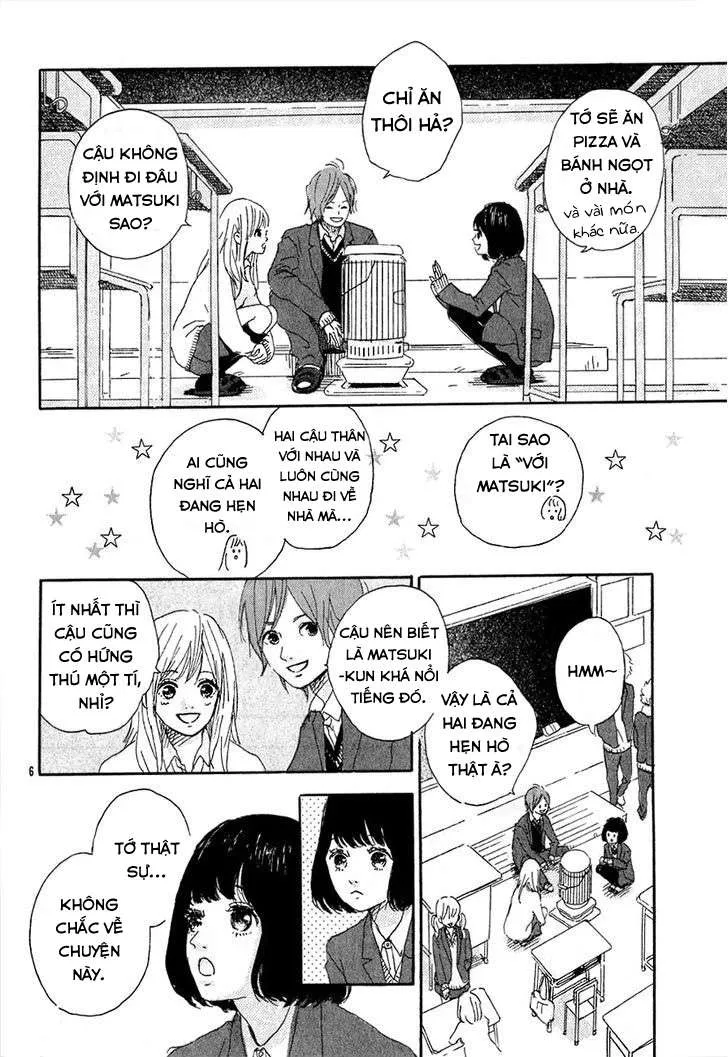 TỚ SẼ ĂN
PIZZA VÀ
BÁNH NGỌT
Ở NHÀ.
và vài món
khác nữa.
CHỈ ĂN
THÔI HẢ?
CẬU KHÔNG
ĐỊNH ĐI ĐÂU
VỚI MATSUKI
SAO?
TẠI SAO
LÀ "VỚI
MATSUKI"?
HAI CẬU THÂN
VỚI NHAU VÀ
LUÔN CÙNG
NHAU ĐI VỀ
NHÀ MÀ...
AI CŨNG
NGHĨ CẢ HAI
ĐANG HẸN
HÒ.
HMM~
VẬY LÀ CẢ
HAI ĐANG
HẸN HÒ
THẬT À?
CẬU NÊN BIẾT
LÀ MATSUKI
-KUN KHÁ NỔI
TIẾNG ĐÓ.
ÍT NHẤT THÌ
CẬU CŨNG
CÓ HỨNG
THÚ MỘT TÍ,
NHỈ?
6
TỚ THẬT
SỰ...
KHÔNG
CHẮC VỀ
CHUYỆN
NÀY.